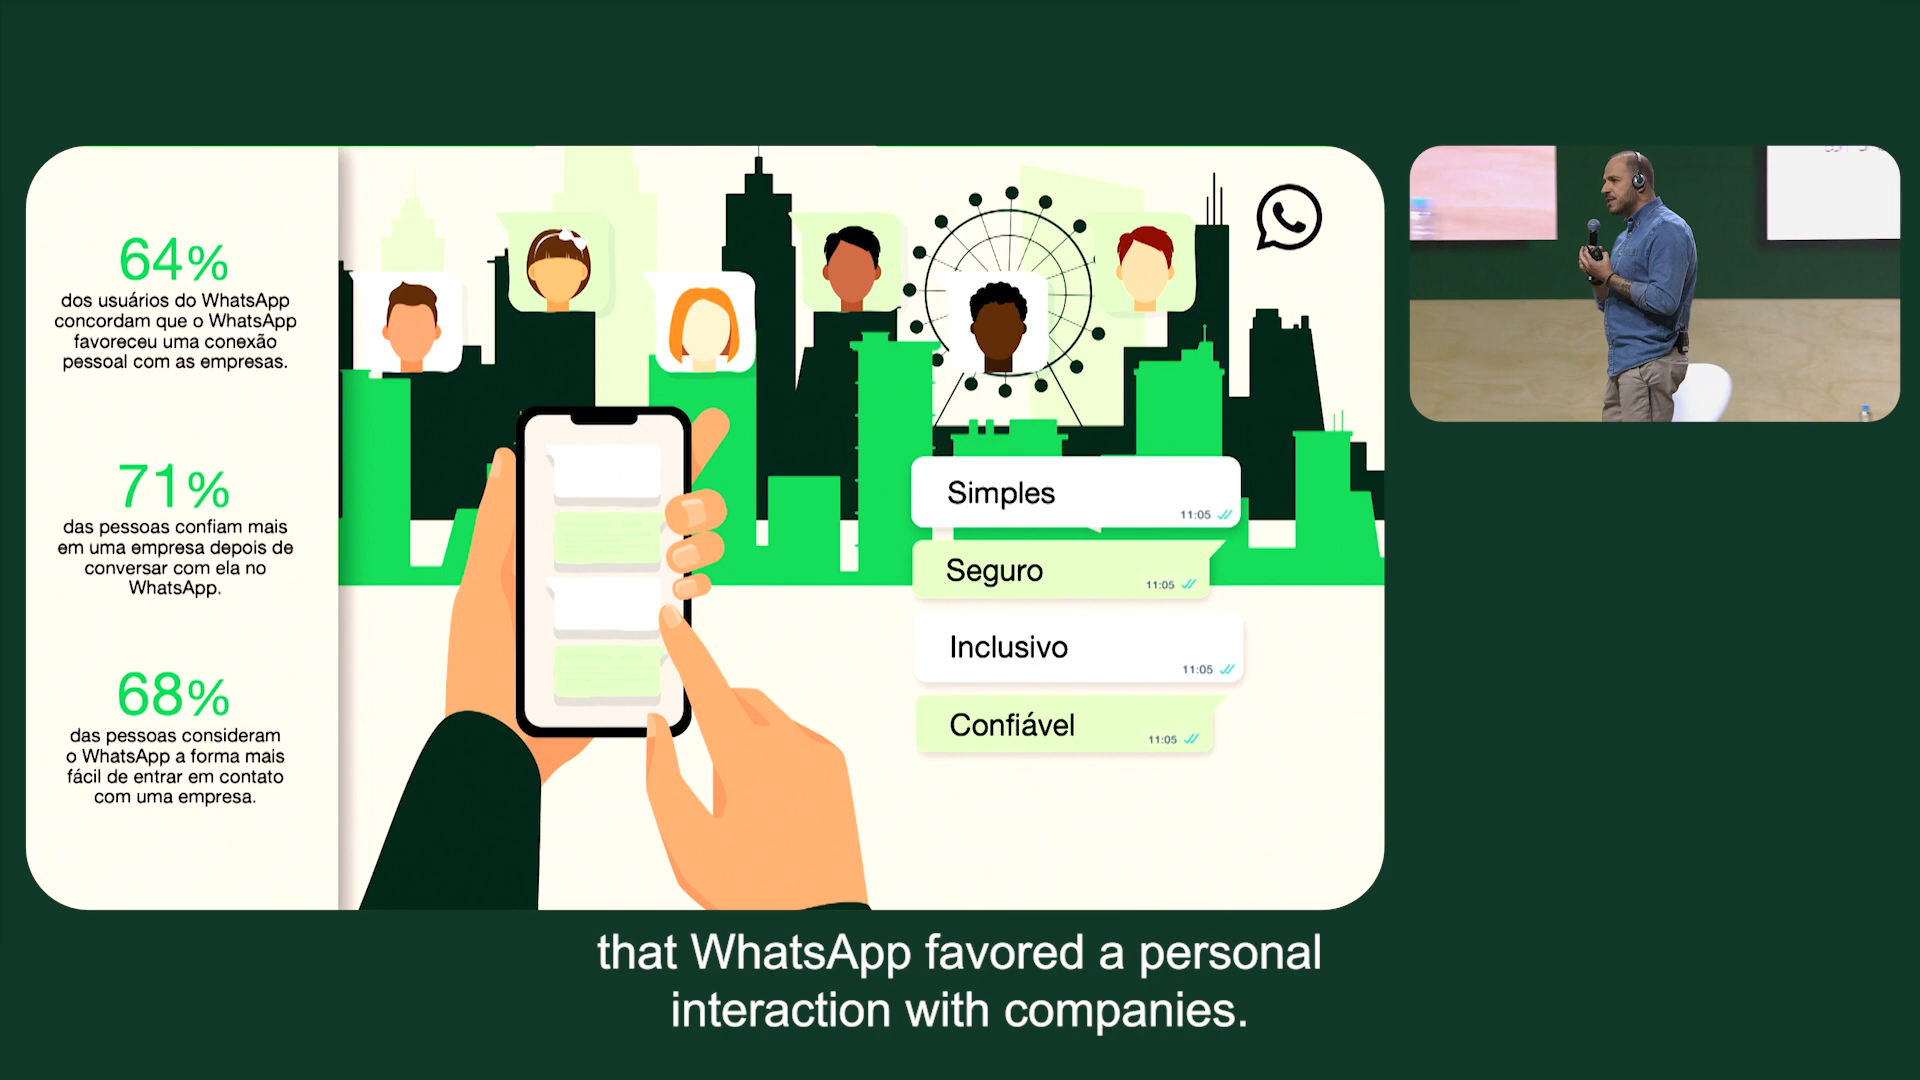 64%
dos usuários do WhatsApp
concordam que o WhatsApp
favoreceu uma conexão
pessoal com as empresas.
71%
das pessoas confiam mais
em uma empresa depois de
conversar com ela no
WhatsApp.
68%
das pessoas consideram
o WhatsApp a forma mais
fácil de entrar em contato
com uma empresa.
Simples
11:05
Seguro
11:05
Inclusivo
11:05
Confiável
11:05
that WhatsApp favored a personal
interaction with companies.